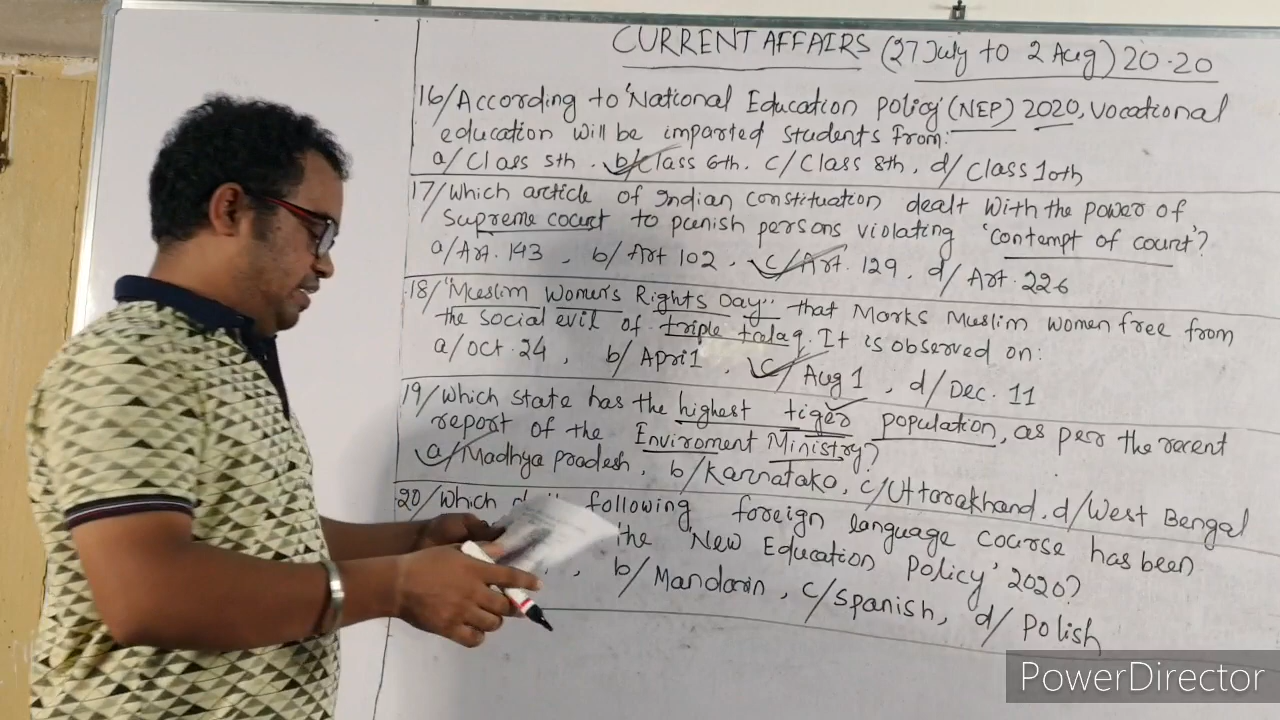 CURRENT AFFAIRS (27 July to 2 Aug) 20.20
16/According to 'National Education Policy' (NEP) 2020, vocational
education will be imparted students from:
a/Class 5th. b/Class 6th. c/Class 8th, d/Class 10th
17/Which article of Indian constituation dealt with the power of
Supreme court to punish persons violating 'contempt of court'?
a/Art. 143, b/Art 102, c/Art. 129, d/Art. 226
18/"Muslim Women's Rights Day" that Marks Muslim women free from
the social evil of triple talaq. It is observed on:
a/Oct. 24, b/April 1, c/Aug 1, d/Dec. 11
19/Which state has the highest tiger population, as per the recent
report of the Enviroment Ministry?
a/Madhya pradesh, b/Karnataka, c/Uttarakhand, d/West Bengal
20/Which following foreign language course has been
the 'New Education Policy' 2020?
b/Mandarin, c/Spanish, d/Polish
PowerDirector